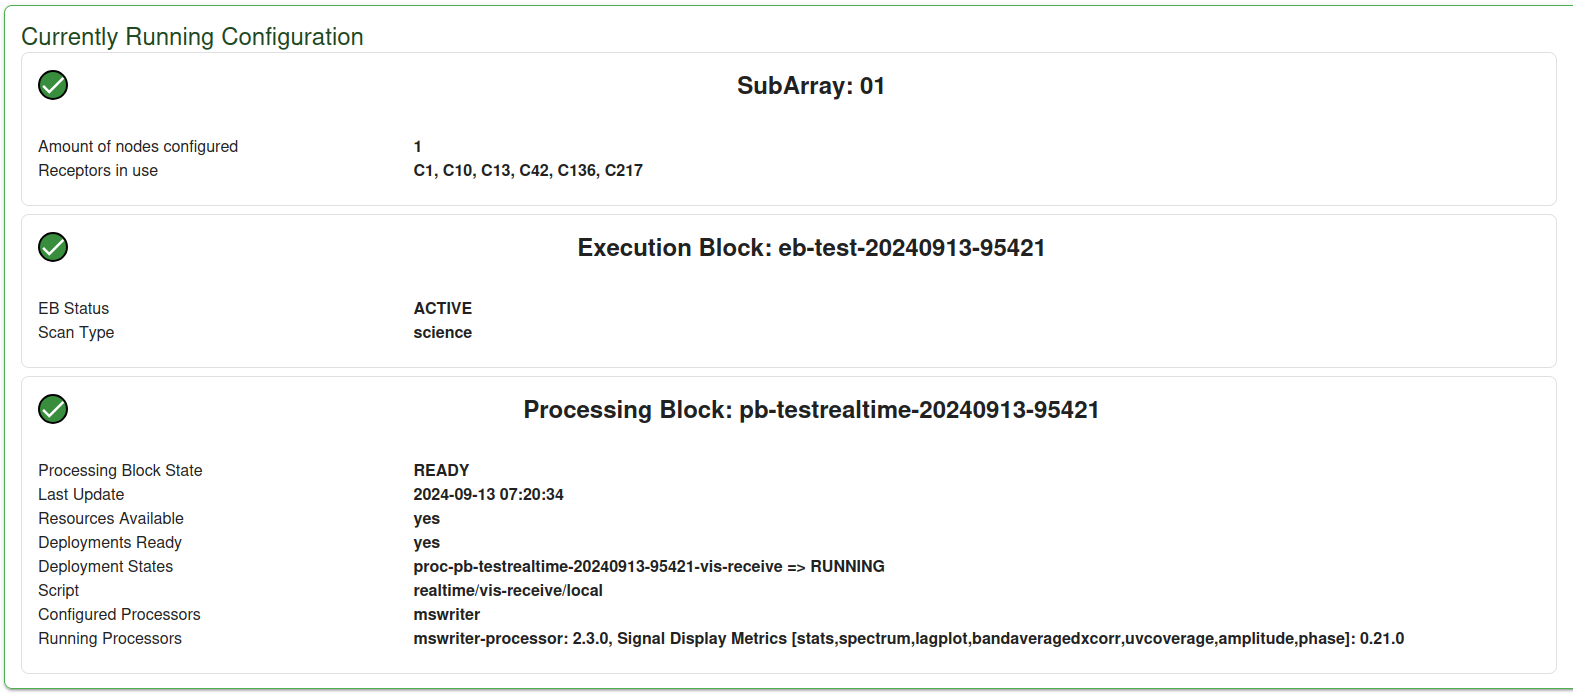 Currently Running Configuration
SubArray: 01
Amount of nodes configured 1
Receptors in use C1, C10, C13, C42, C136, C217
Execution Block: eb-test-20240913-95421
EB Status ACTIVE
Scan Type science
Processing Block: pb-testrealtime-20240913-95421
Processing Block State READY
Last Update 2024-09-13 07:20:34
Resources Available yes
Deployments Ready yes
Deployment States proc-pb-testrealtime-20240913-95421-vis-receive => RUNNING
Script realtime/vis-receive/local
Configured Processors mswriter
Running Processors mswriter-processor: 2.3.0, Signal Display Metrics [stats,spectrum,lagplot,bandaveragedxcorr,uvcoverage,amplitude,phase]: 0.21.0